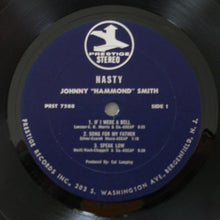 PRESTIGE
STEREO
NASTY
JOHNNY "HAMMOND" SMITH
PRST 7588
SIDE 1
1. IF I WERE A BELL
2. SONG FOR MY FATHER
3. SPEAK LOW
Produced by: Cal Lampley
PRESTIGE RECORDS INC., 203 S. WASHINGTON AVE., BERGENFIELD, N. J.